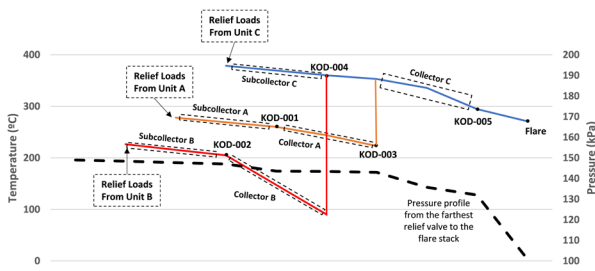 Relief Loads
From Unit C
400
200
KOD-004
190
Relief Loads
From Unit A
Subcollector C
Collector C
180
300
Subcollector A
KOD-001
KOD-005
170
Flare
Subcollector B
KOD-002
Collector A
160
KOD-003
200
150
Relief Loads
From Unit B
Collector B
140
Pressure profile
from the farthest
relief valve to the
flare stack
130
100
120
110
0
100
Temperature (ºC)
Pressure (kPa)